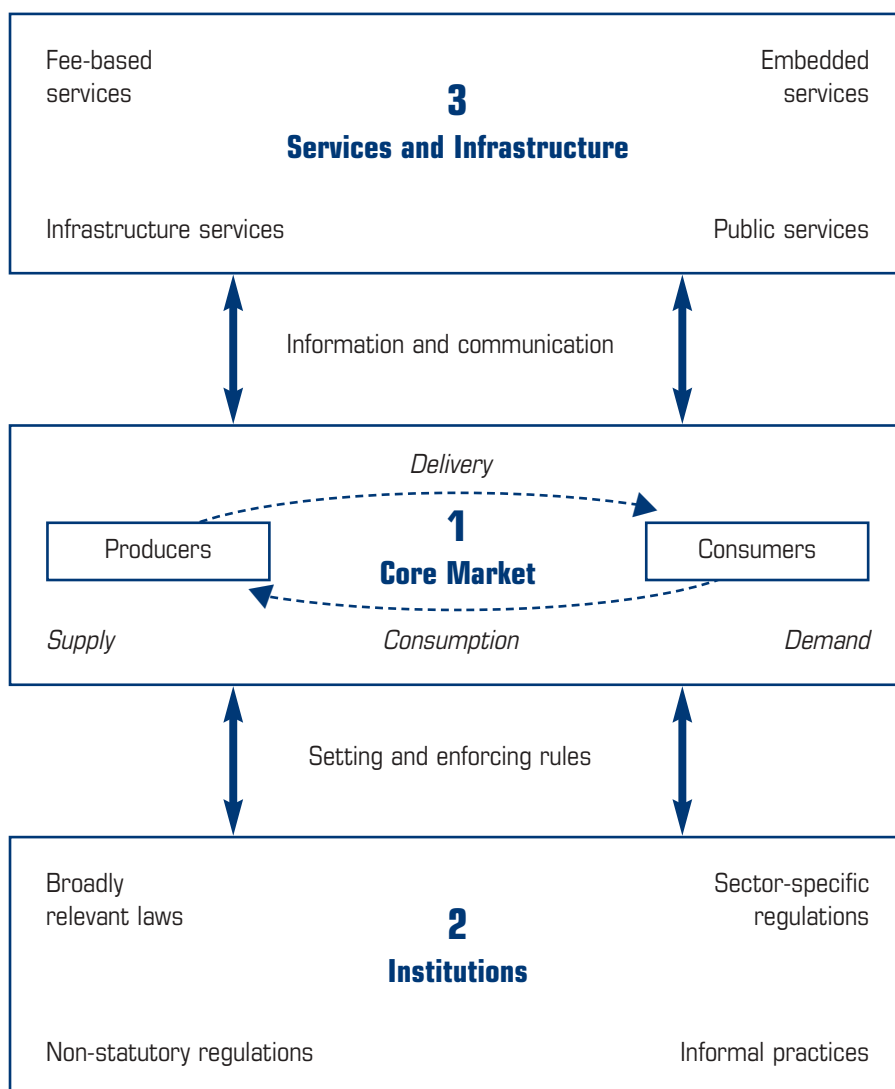 Fee-based
services
Embedded
services
3
Services and Infrastructure
Infrastructure services
Public services
Information and communication
Delivery
Producers
1
Core Market
Consumers
Supply
Consumption
Demand
Setting and enforcing rules
Broadly
relevant laws
Sector-specific
regulations
2
Institutions
Non-statutory regulations
Informal practices